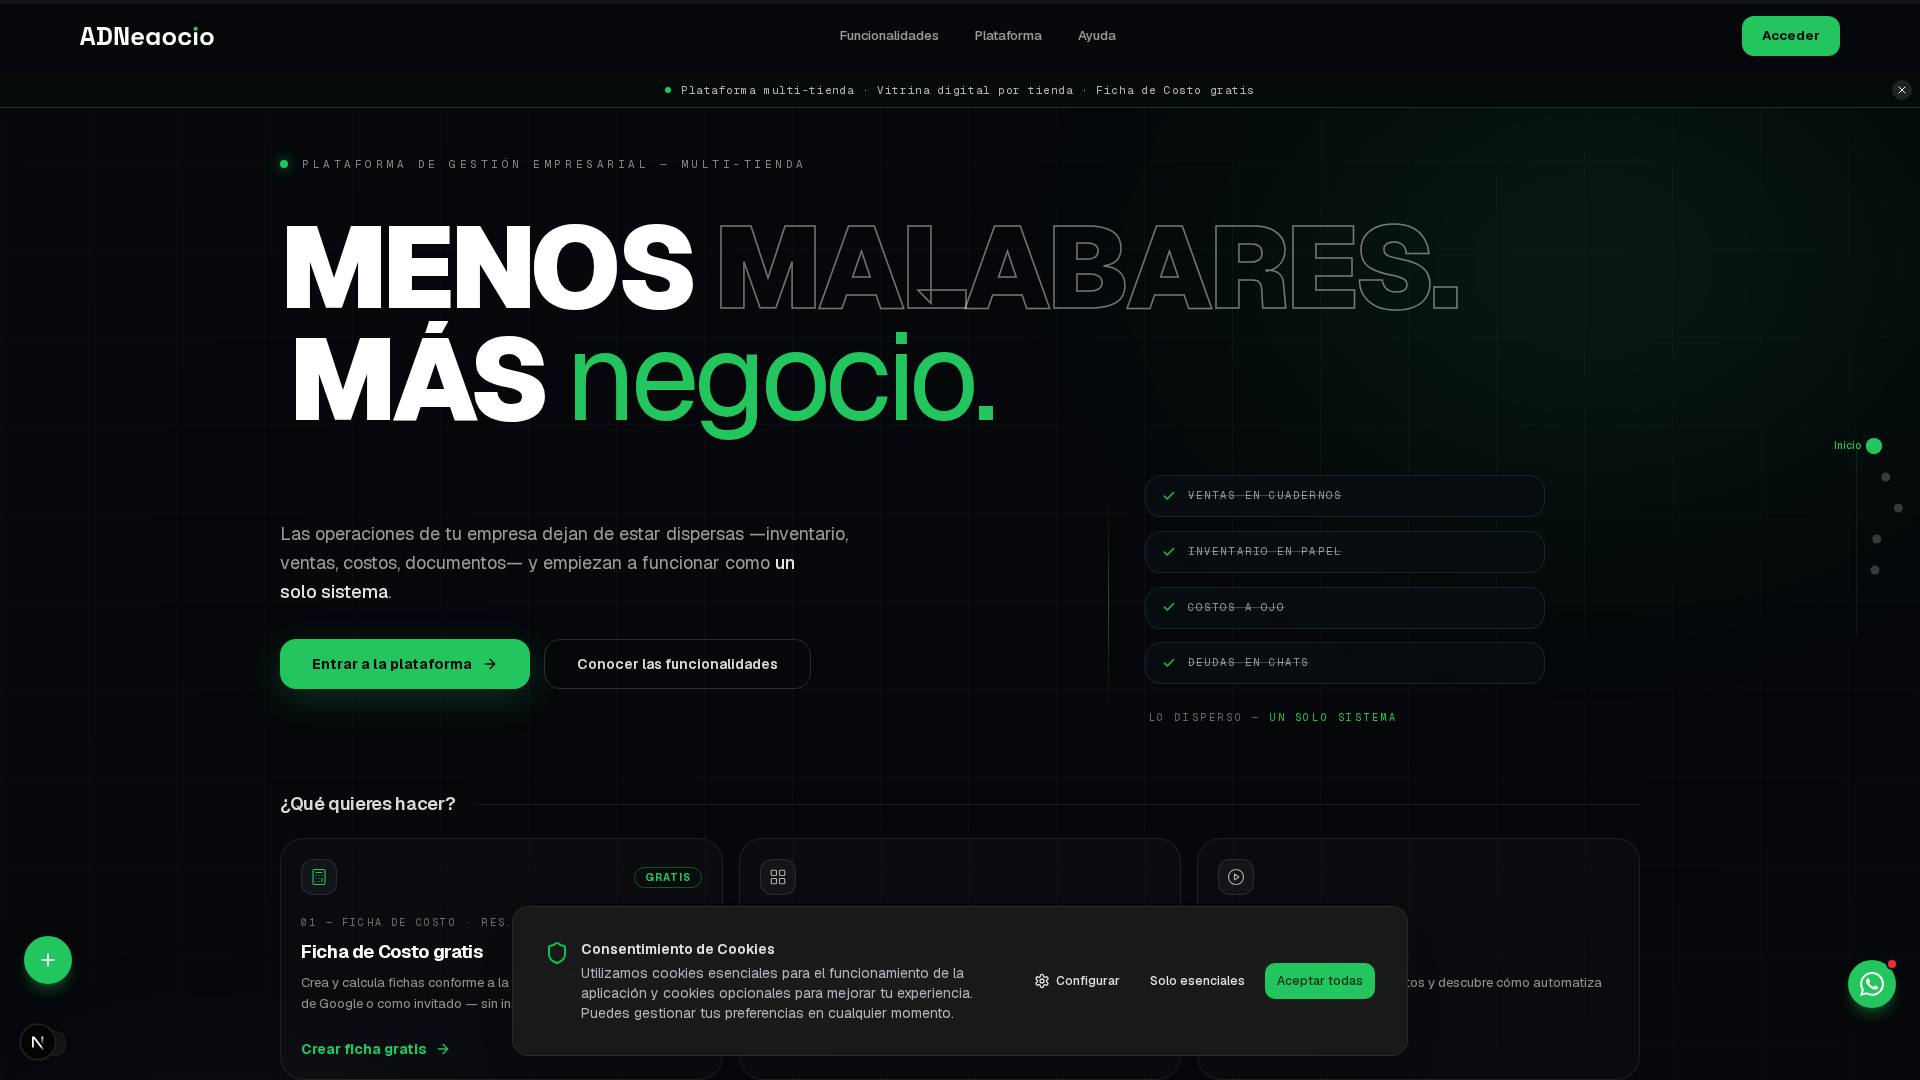 ADNegocio
Funcionalidades
Plataforma
Ayuda
Acceder
Plataforma multi-tienda · Vitrina digital por tienda · Ficha de Costo gratis
PLATAFORMA DE GESTIÓN EMPRESARIAL — MULTI-TIENDA
MENOS MALABARES.
MÁS negocio.
Inicio
Las operaciones de tu empresa dejan de estar dispersas —inventario,
ventas, costos, documentos— y empiezan a funcionar como un
solo sistema.
Entrar a la plataforma
Conocer las funcionalidades
VENTAS EN CUADERNOS
INVENTARIO EN PAPEL
COSTOS A OJO
DEUDAS EN CHATS
LO DISPERSO — UN SOLO SISTEMA
¿Qué quieres hacer?
GRATIS
01 — FICHA DE COSTO · RES.
Ficha de Costo gratis
Crea y calcula fichas conforme a la
de Google o como invitado — sin
Crear ficha gratis
y descubre cómo automatiza
Consentimiento de Cookies
Utilizamos cookies esenciales para el funcionamiento de la
aplicación y cookies opcionales para mejorar tu experiencia.
Puedes gestionar tus preferencias en cualquier momento.
Configurar
Solo esenciales
Aceptar todas
N